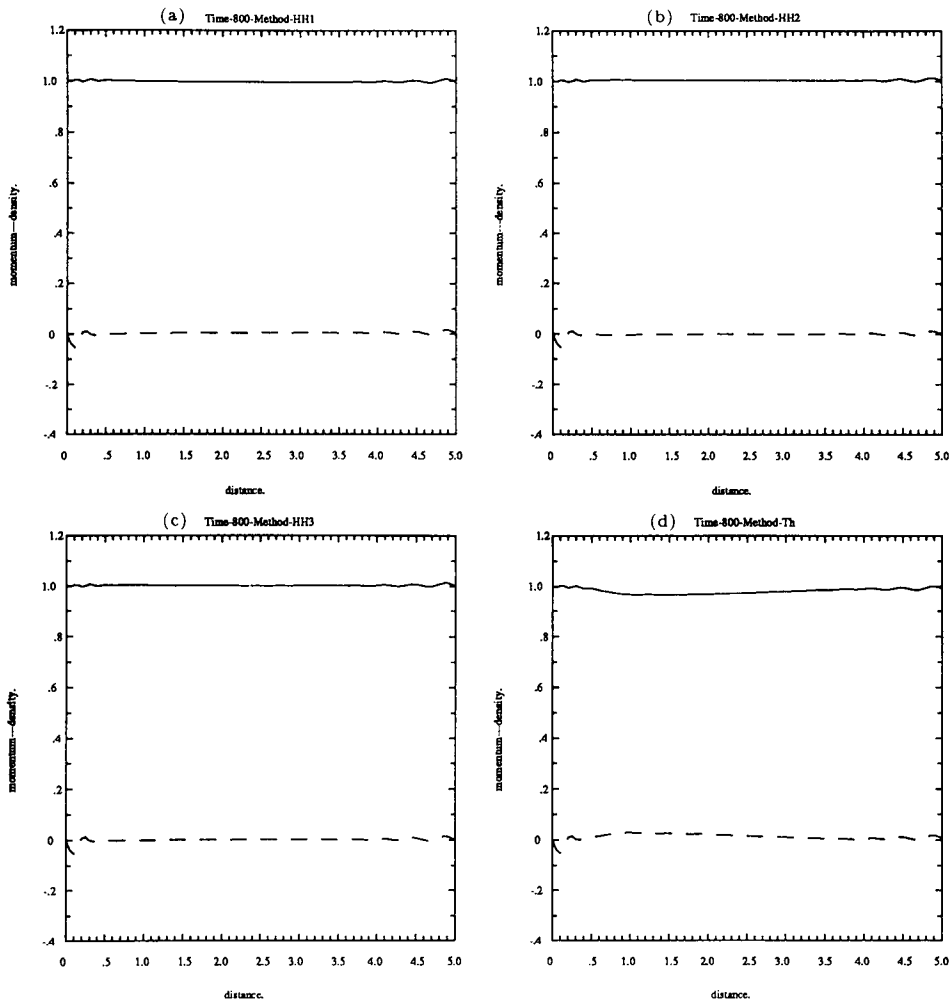 (a) Time-800-Method-HH1
1.2
1.0
.8
.6
.4
.2
0
-.2
-.4
momentum---density.
0 .5 1.0 1.5 2.0 2.5 3.0 3.5 4.0 4.5 5.0
distance.
(b) Time-800-Method-HH2
1.2
1.0
.8
.6
.4
.2
0
-.2
-.4
momentum---density.
0 .5 1.0 1.5 2.0 2.5 3.0 3.5 4.0 4.5 5.0
distance.
(c) Time-800-Method-HH3
1.2
1.0
.8
.6
.4
.2
0
-.2
-.4
momentum---density.
0 .5 1.0 1.5 2.0 2.5 3.0 3.5 4.0 4.5 5.0
distance.
(d) Time-800-Method-Th
1.2
1.0
.8
.6
.4
.2
0
-.2
-.4
momentum---density.
0 .5 1.0 1.5 2.0 2.5 3.0 3.5 4.0 4.5 5.0
distance.